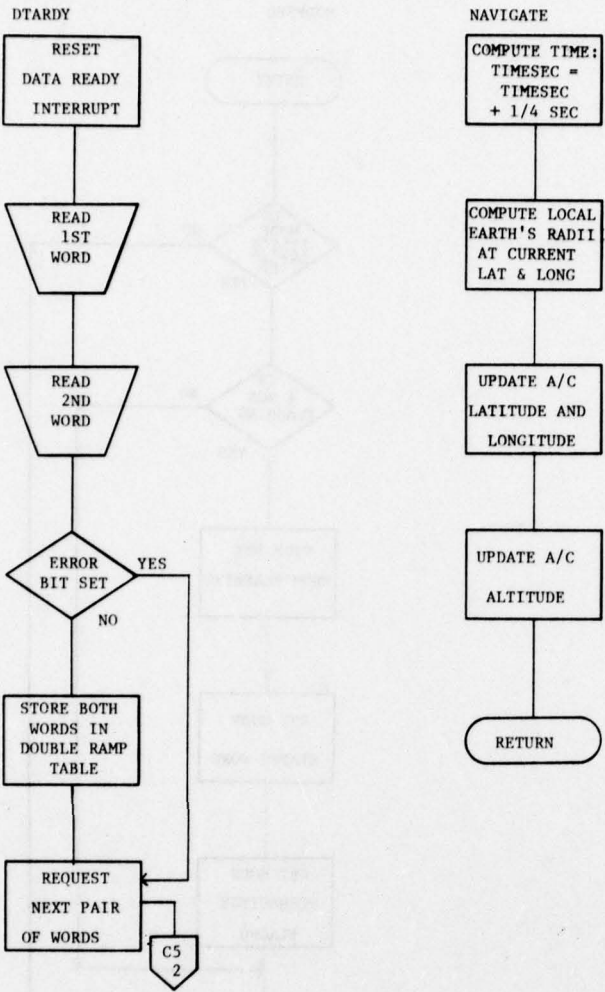 DTARDY
RESET
DATA READY
INTERRUPT
READ
1ST
WORD
READ
2ND
WORD
ERROR
BIT SET
YES
NO
STORE BOTH
WORDS IN
DOUBLE RAMP
TABLE
REQUEST
NEXT PAIR
OF WORDS
C5
2
NAVIGATE
COMPUTE TIME:
TIMESEC =
TIMESEC
+ 1/4 SEC
COMPUTE LOCAL
EARTH'S RADII
AT CURRENT
LAT & LONG
UPDATE A/C
LATITUDE AND
LONGITUDE
UPDATE A/C
ALTITUDE
RETURN